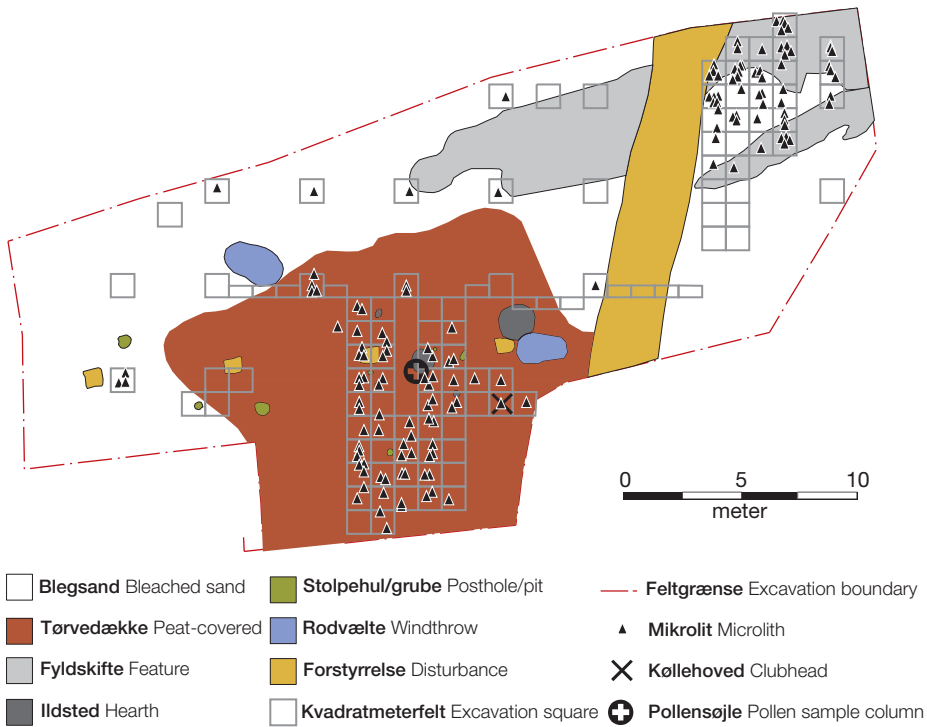 0 5 10
meter
Blegsand Bleached sand
Tørvedække Peat-covered
Fyldskifte Feature
Ildsted Hearth
Stolpehul/grube Posthole/pit
Rodvælte Windthrow
Forstyrrelse Disturbance
Kvadratmeterfelt Excavation square
Feltgrænse Excavation boundary
Mikrolit Microlith
Køllehoved Clubhead
Pollensøjle Pollen sample column